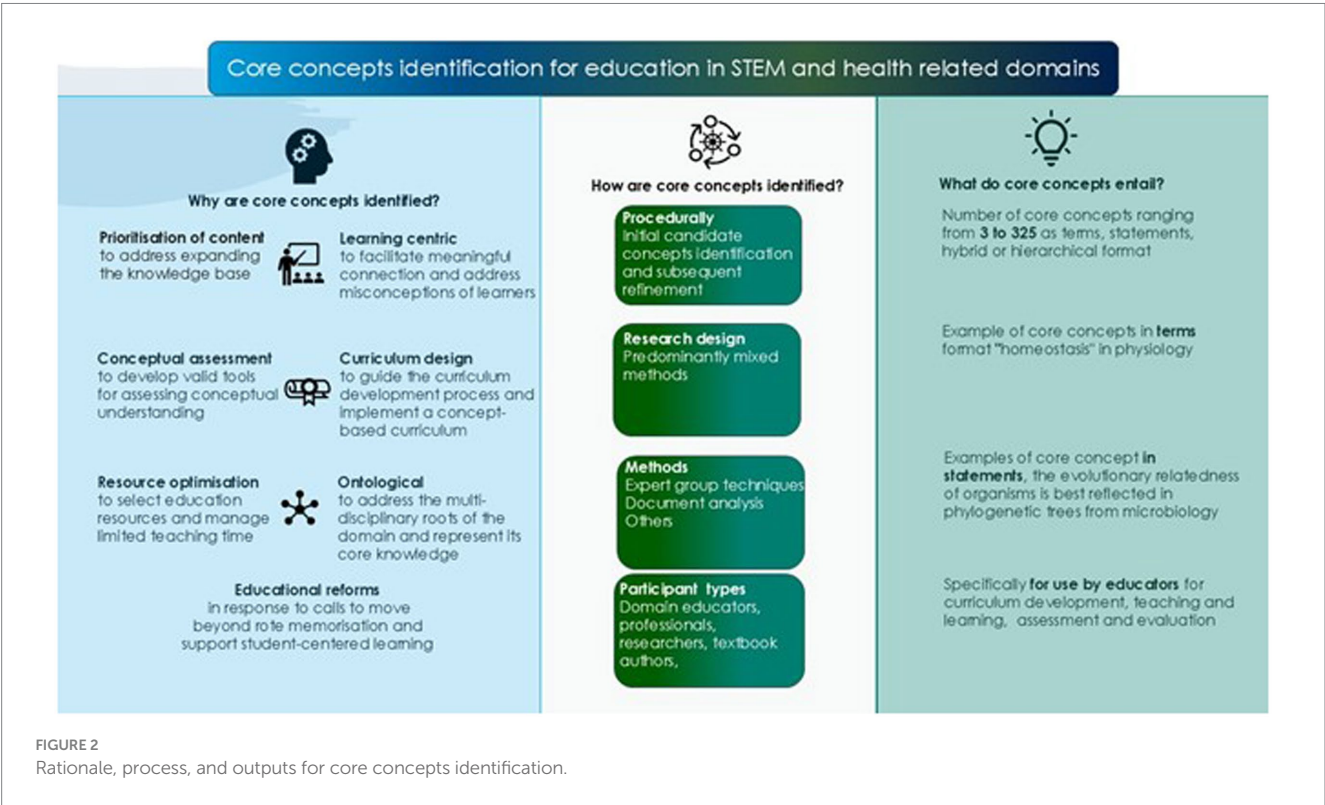 Core concepts identification for education in STEM and health related domains
Why are core concepts identified?
Prioritisation of content
to address expanding
the knowledge base
Learning centric
to facilitate meaningful
connection and address
misconceptions of learners
Conceptual assessment
to develop valid tools
for assessing conceptual
understanding
Curriculum design
to guide the curriculum
development process and
implement a concept-
based curriculum
Resource optimisation
to select education
resources and manage
limited teaching time
Ontological
to address the multi-
disciplinary roots of the
domain and represent its
core knowledge
Educational reforms
in response to calls to move
beyond rote memorisation and
support student-centered learning
How are core concepts identified?
Procedurally
Initial candidate
concepts identification
and subsequent
refinement
Research design
Predominantly mixed
methods
Methods
Expert group techniques
Document analysis
Others
Participant types
Domain educators,
professionals,
researchers, textbook
authors,
What do core concepts entail?
Number of core concepts ranging
from 3 to 325 as terms, statements,
hybrid or hierarchical format
Example of core concepts in terms
format "homeostasis" in physiology
Examples of core concept in
statements, the evolutionary relatedness
of organisms is best reflected in
phylogenetic trees from microbiology
Specifically for use by educators for
curriculum development, teaching and
learning, assessment and evaluation
FIGURE 2
Rationale, process, and outputs for core concepts identification.